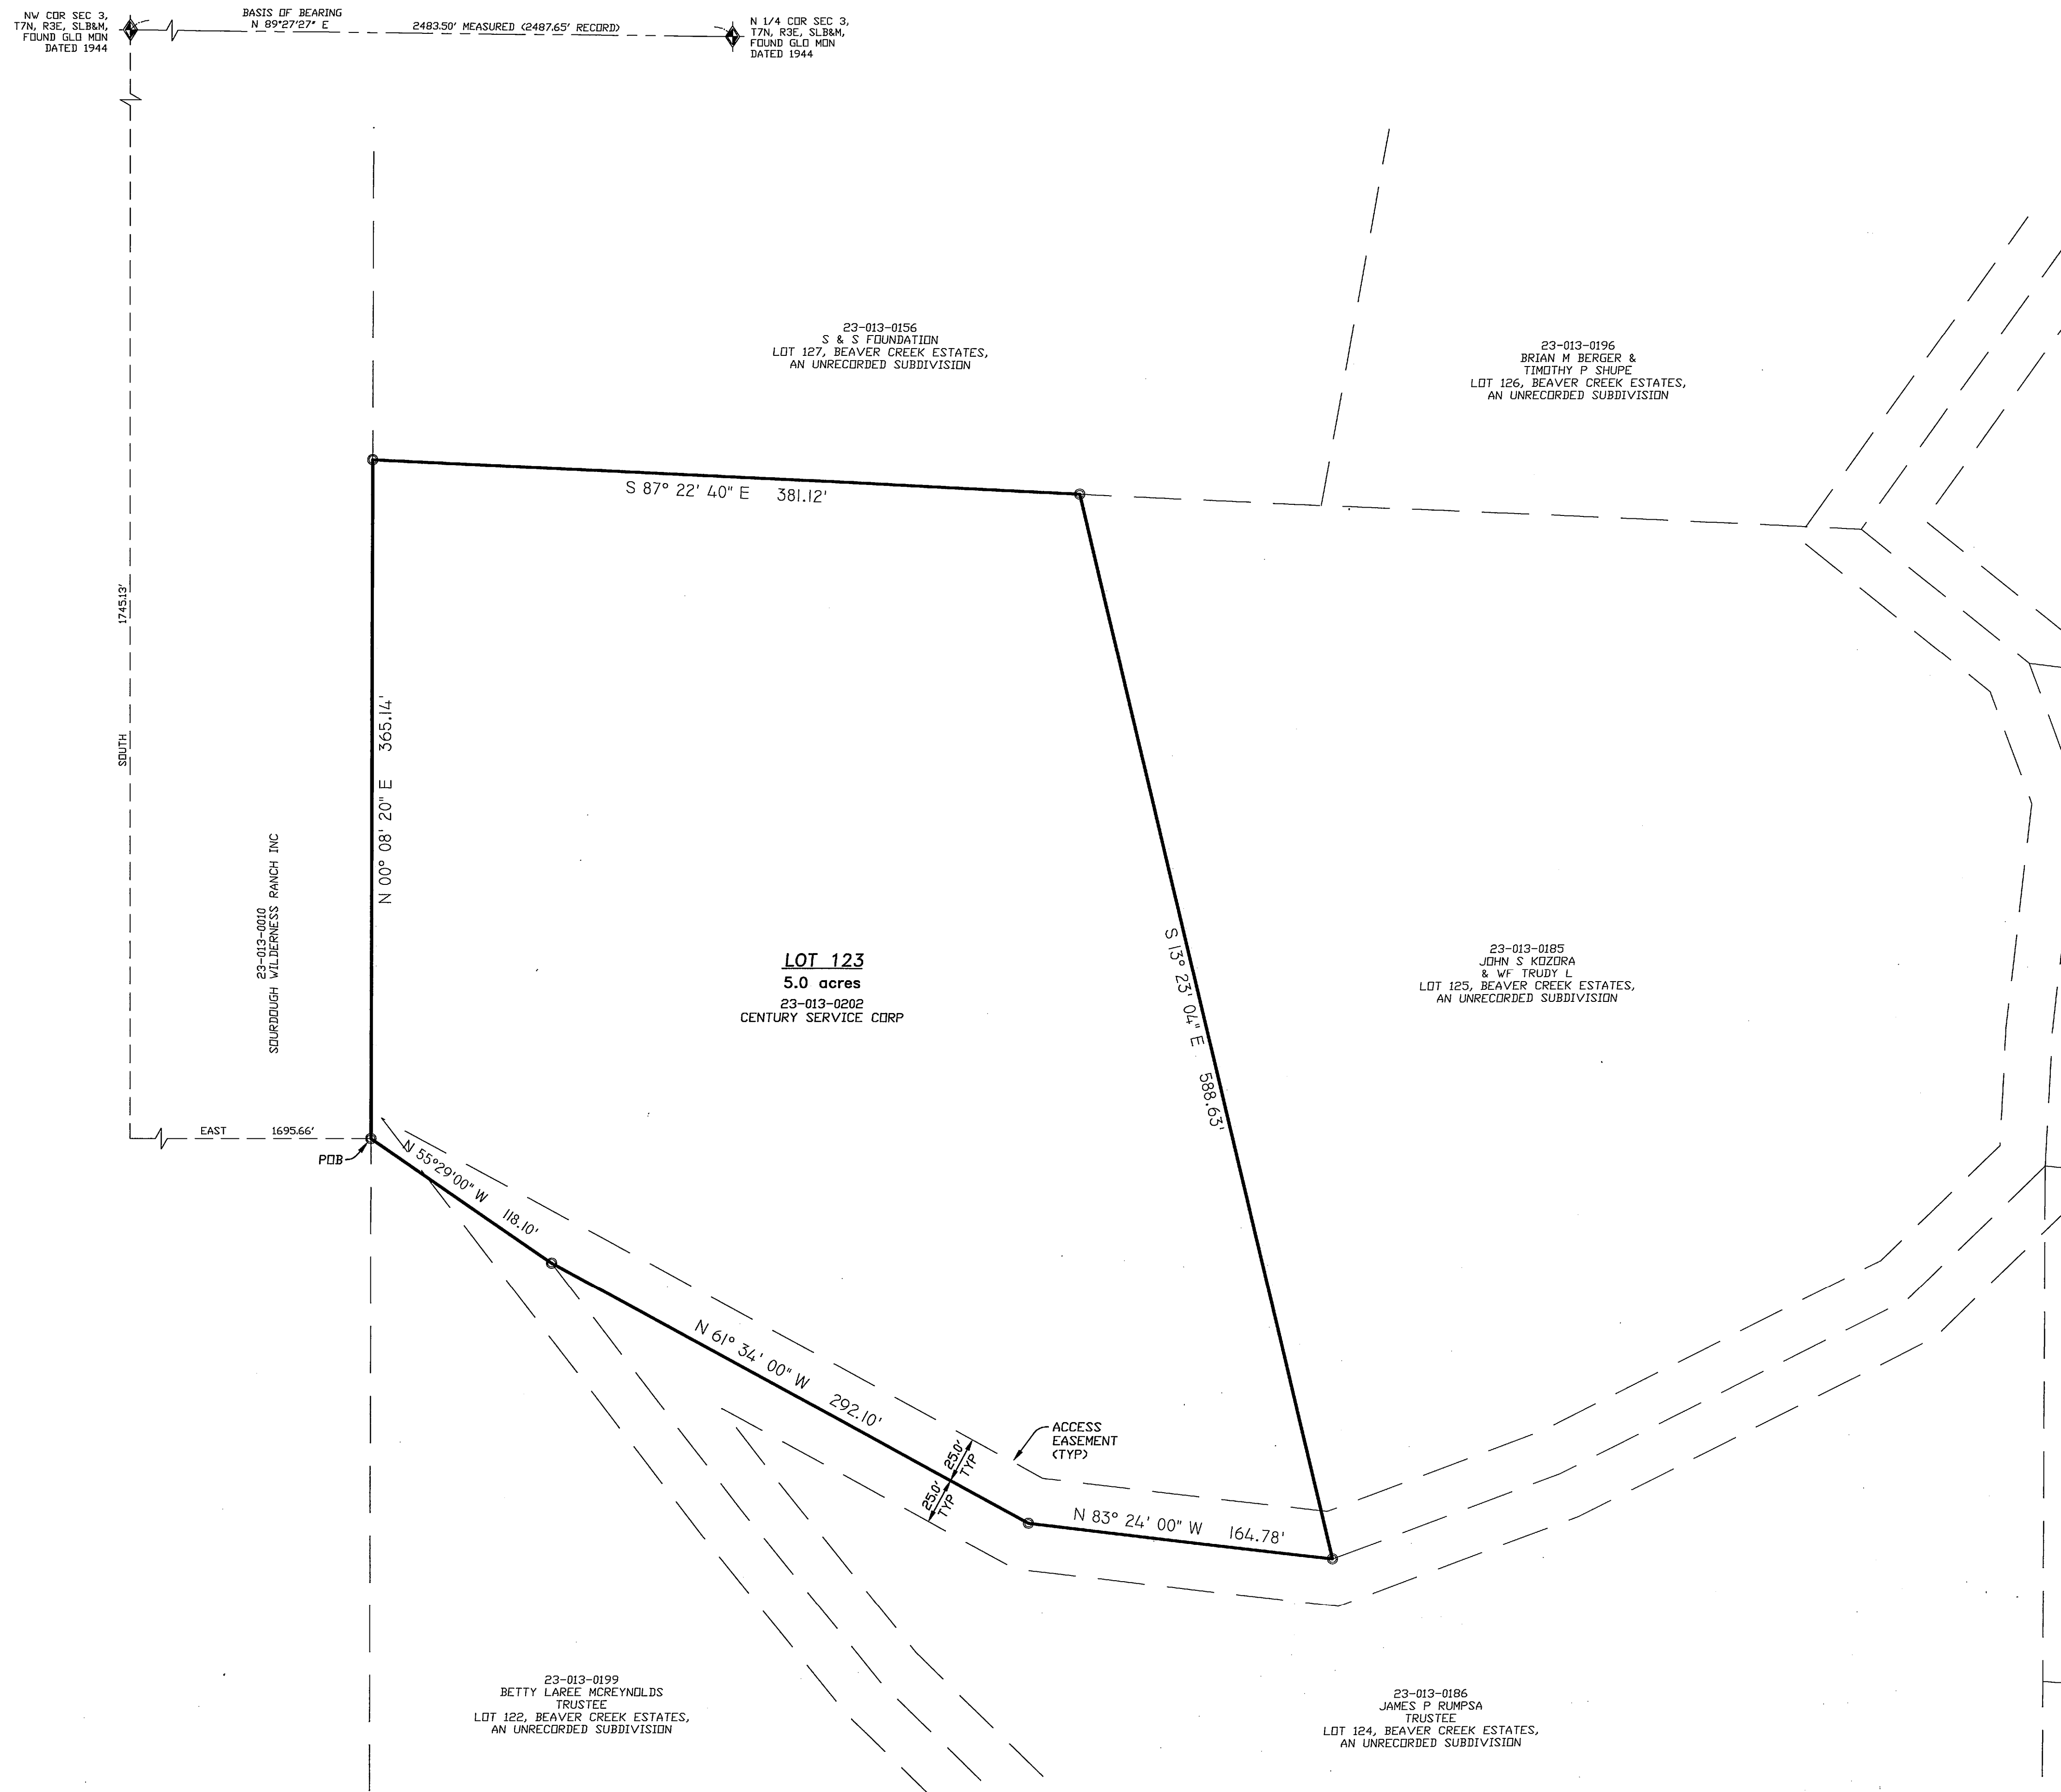 NW COR SEC 3,
T7N, R3E, SLB&M,
FOUND GLO MON
DATED 1944
BASIS OF BEARING
N 89°27'27" E
2483.50' MEASURED (2487.65' RECORD)
N 1/4 COR SEC 3,
T7N, R3E, SLB&M,
FOUND GLO MON
DATED 1944
23-013-0156
S & S FOUNDATION
LOT 127, BEAVER CREEK ESTATES,
AN UNRECORDED SUBDIVISION
23-013-0196
BRIAN M BERGER &
TIMOTHY P SHUPE
LOT 126, BEAVER CREEK ESTATES,
AN UNRECORDED SUBDIVISION
S 87° 22' 40" E 381.12'
SOUTH 1745.13'
N 00° 08' 20" E 365.14'
23-013-0010
SOURDOUGH WILDERNESS RANCH INC
LOT 123
5.0 acres
23-013-0202
CENTURY SERVICE CORP
S 13° 23' 04" E 588.63'
23-013-0185
JOHN S KOZORA
& WF TRUDY L
LOT 125, BEAVER CREEK ESTATES,
AN UNRECORDED SUBDIVISION
EAST 1695.66'
POB
N 55°29'00" W 118.10'
N 61° 34' 00" W 292.10'
25.0'
TYP
25.0'
TYP
ACCESS
EASEMENT
(TYP)
N 83° 24' 00" W 164.78'
23-013-0199
BETTY LAREE MCREYNOLDS
TRUSTEE
LOT 122, BEAVER CREEK ESTATES,
AN UNRECORDED SUBDIVISION
23-013-0186
JAMES P RUMPSA
TRUSTEE
LOT 124, BEAVER CREEK ESTATES,
AN UNRECORDED SUBDIVISION